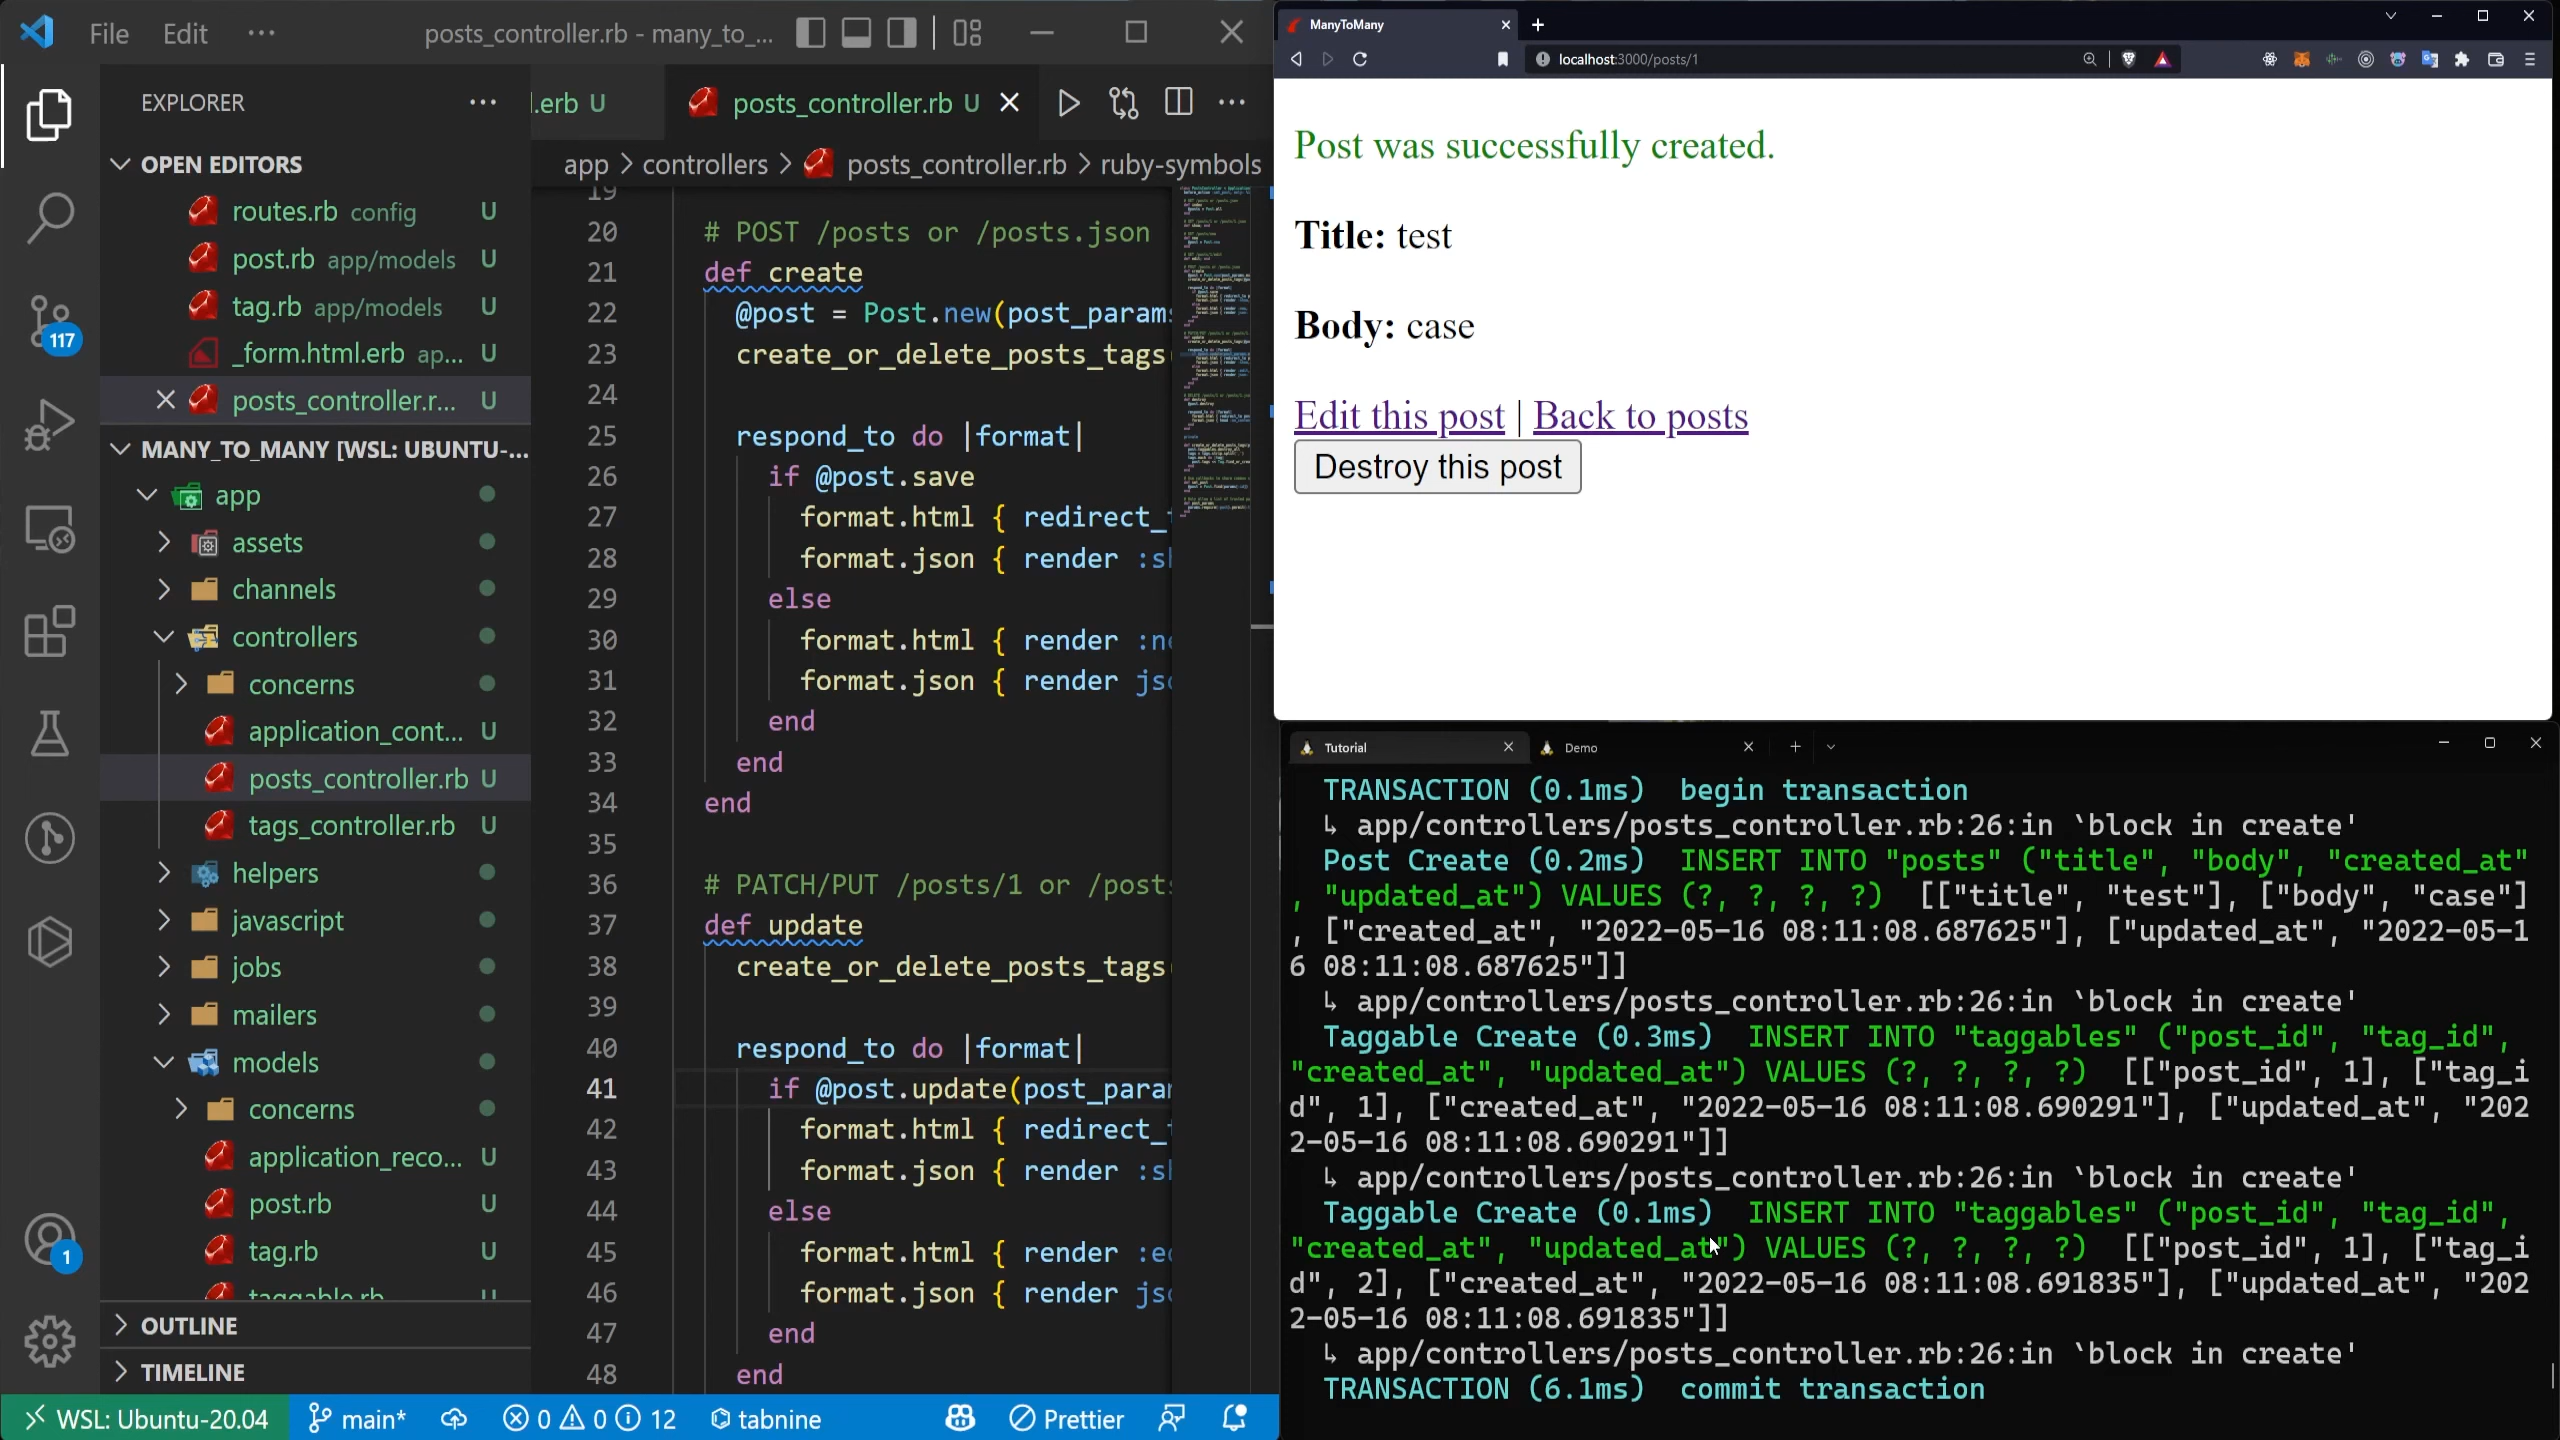 File Edit ··· posts_controller.rb - many_to_...
EXPLORER ···
OPEN EDITORS
routes.rb config U
post.rb app/models U
tag.rb app/models U
_form.html.erb ap... U
posts_controller.r... U
MANY_TO_MANY [WSL: UBUNTU-...
app
assets
channels
controllers
concerns
application_cont... U
posts_controller.rb U
tags_controller.rb U
helpers
javascript
jobs
mailers
models
concerns
application_reco... U
post.rb U
tag.rb U
taggable.rb U
OUTLINE
TIMELINE
117
1
.erb U posts_controller.rb U
app > controllers > posts_controller.rb > ruby-symbols
19
20 # POST /posts or /posts.json
21 def create
22 @post = Post.new(post_params
23 create_or_delete_posts_tags
24
25 respond_to do |format|
26 if @post.save
27 format.html { redirect_
28 format.json { render :s
29 else
30 format.html { render :n
31 format.json { render js
32 end
33 end
34 end
35
36 # PATCH/PUT /posts/1 or /post
37 def update
38 create_or_delete_posts_tags
39
40 respond_to do |format|
41 if @post.update(post_para
42 format.html { redirect_
43 format.json { render :s
44 else
45 format.html { render :e
46 format.json { render js
47 end
48 end
WSL: Ubuntu-20.04 main* 0 0 12 tabnine Prettier
ManyToMany
localhost:3000/posts/1
Post was successfully created.
Title: test
Body: case
Edit this post | Back to posts
Destroy this post
Tutorial Demo
TRANSACTION (0.1ms)  begin transaction
↳ app/controllers/posts_controller.rb:26:in `block in create'
Post Create (0.2ms)  INSERT INTO "posts" ("title", "body", "created_at"
, "updated_at") VALUES (?, ?, ?, ?)  [["title", "test"], ["body", "case"]
, ["created_at", "2022-05-16 08:11:08.687625"], ["updated_at", "2022-05-1
6 08:11:08.687625"]]
↳ app/controllers/posts_controller.rb:26:in `block in create'
Taggable Create (0.3ms)  INSERT INTO "taggables" ("post_id", "tag_id",
"created_at", "updated_at") VALUES (?, ?, ?, ?)  [["post_id", 1], ["tag_i
d", 1], ["created_at", "2022-05-16 08:11:08.690291"], ["updated_at", "202
2-05-16 08:11:08.690291"]]
↳ app/controllers/posts_controller.rb:26:in `block in create'
Taggable Create (0.1ms)  INSERT INTO "taggables" ("post_id", "tag_id",
"created_at", "updated_at") VALUES (?, ?, ?, ?)  [["post_id", 1], ["tag_i
d", 2], ["created_at", "2022-05-16 08:11:08.691835"], ["updated_at", "202
2-05-16 08:11:08.691835"]]
↳ app/controllers/posts_controller.rb:26:in `block in create'
TRANSACTION (6.1ms)  commit transaction